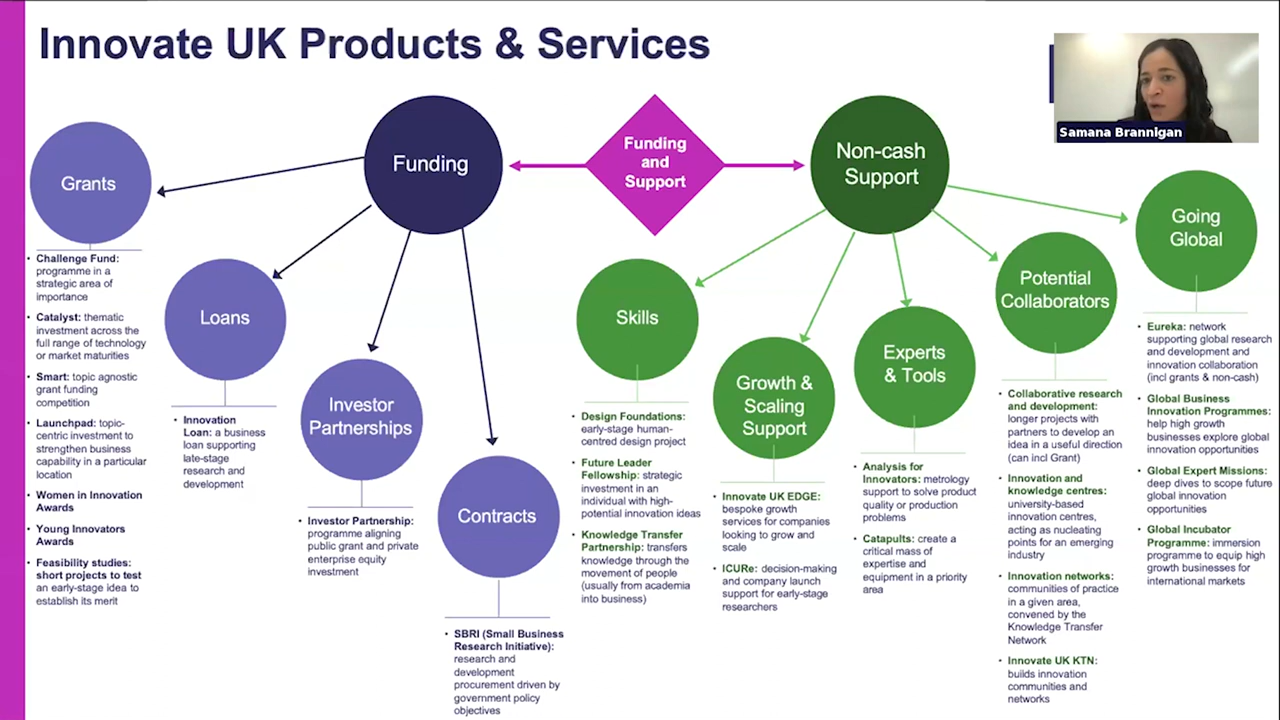 Innovate UK Products & Services
Samana Brannigan
Funding
and
Support
Funding
Grants
Challenge Fund:
programme in a
strategic area of
importance
Catalyst: thematic
investment across the
full range of technology
or market maturities
Smart: topic agnostic
grant funding
competition
Launchpad: topic-
centric investment to
strengthen business
capability in a particular
location
Women in Innovation
Awards
Young Innovators
Awards
Feasibility studies:
short projects to test
an early-stage idea to
establish its merit
Loans
Innovation
Loan: a business
loan supporting
late-stage
research and
development
Investor
Partnerships
Investor Partnership:
programme aligning
public grant and private
enterprise equity
investment
Contracts
SBRI (Small Business
Research Initiative):
research and
development
procurement driven by
government policy
objectives
Non-cash
Support
Skills
Design Foundations:
early-stage human-
centred design project
Future Leader
Fellowship: strategic
investment in an
individual with high-
potential innovation ideas
Knowledge Transfer
Partnership: transfers
knowledge through the
movement of people
(usually from academia
into business)
Growth &
Scaling
Support
Innovate UK EDGE:
bespoke growth
services for companies
looking to grow and
scale
ICURe: decision-making
and company launch
support for early-stage
researchers
Experts
& Tools
Analysis for
Innovators: metrology
support to solve product
quality or production
problems
Catapults: create a
critical mass of
expertise and
equipment in a priority
area
Potential
Collaborators
Collaborative research
and development:
longer projects with
partners to develop an
idea in a useful direction
(can incl Grant)
Innovation and
knowledge centres:
university-based
innovation centres,
acting as nucleating
points for an emerging
industry
Innovation networks:
communities of practice
in a given area,
convened by the
Knowledge Transfer
Network
Innovate UK KTN:
builds innovation
communities and
networks
Going
Global
Eureka: network
supporting global research
and development and
innovation collaboration
(incl grants & non-cash)
Global Business
Innovation Programmes:
help high growth
businesses explore global
innovation opportunities
Global Expert Missions:
deep dives to scope future
global innovation
opportunities
Global Incubator
Programme: immersion
programme to equip high
growth businesses for
international markets